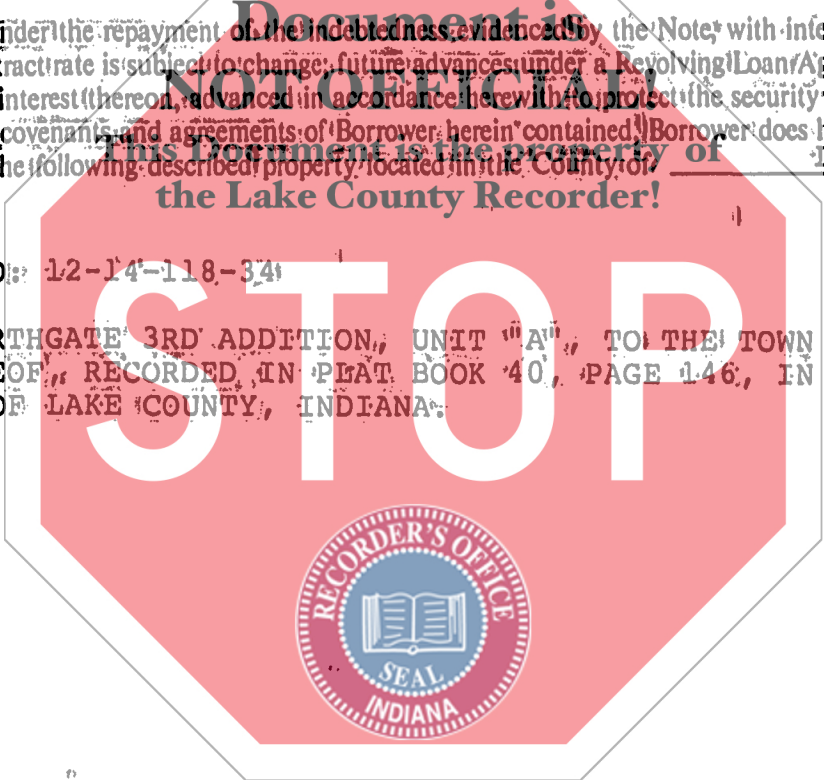 Document is
nder the repayment of the indebtedness, evidenced by the Note, with inte
ract rate is subject to change; future advances under a Revolving Loan Ag
NOT OFFICIAL!
interest thereon, advanced in accordance herewith to protect the security
covenants and agreements of Borrower herein contained, Borrower does h
This Document is the property of
he following described property located in the County of
the Lake County Recorder!
12-14-118-34
STOP
RTHGATE 3RD ADDITION, UNIT "A", TO THE TOWN
EOF, RECORDED IN PLAT BOOK 40, PAGE 146, IN
OF LAKE COUNTY, INDIANA.
RECORDER'S OFFICE
SEAL
INDIANA